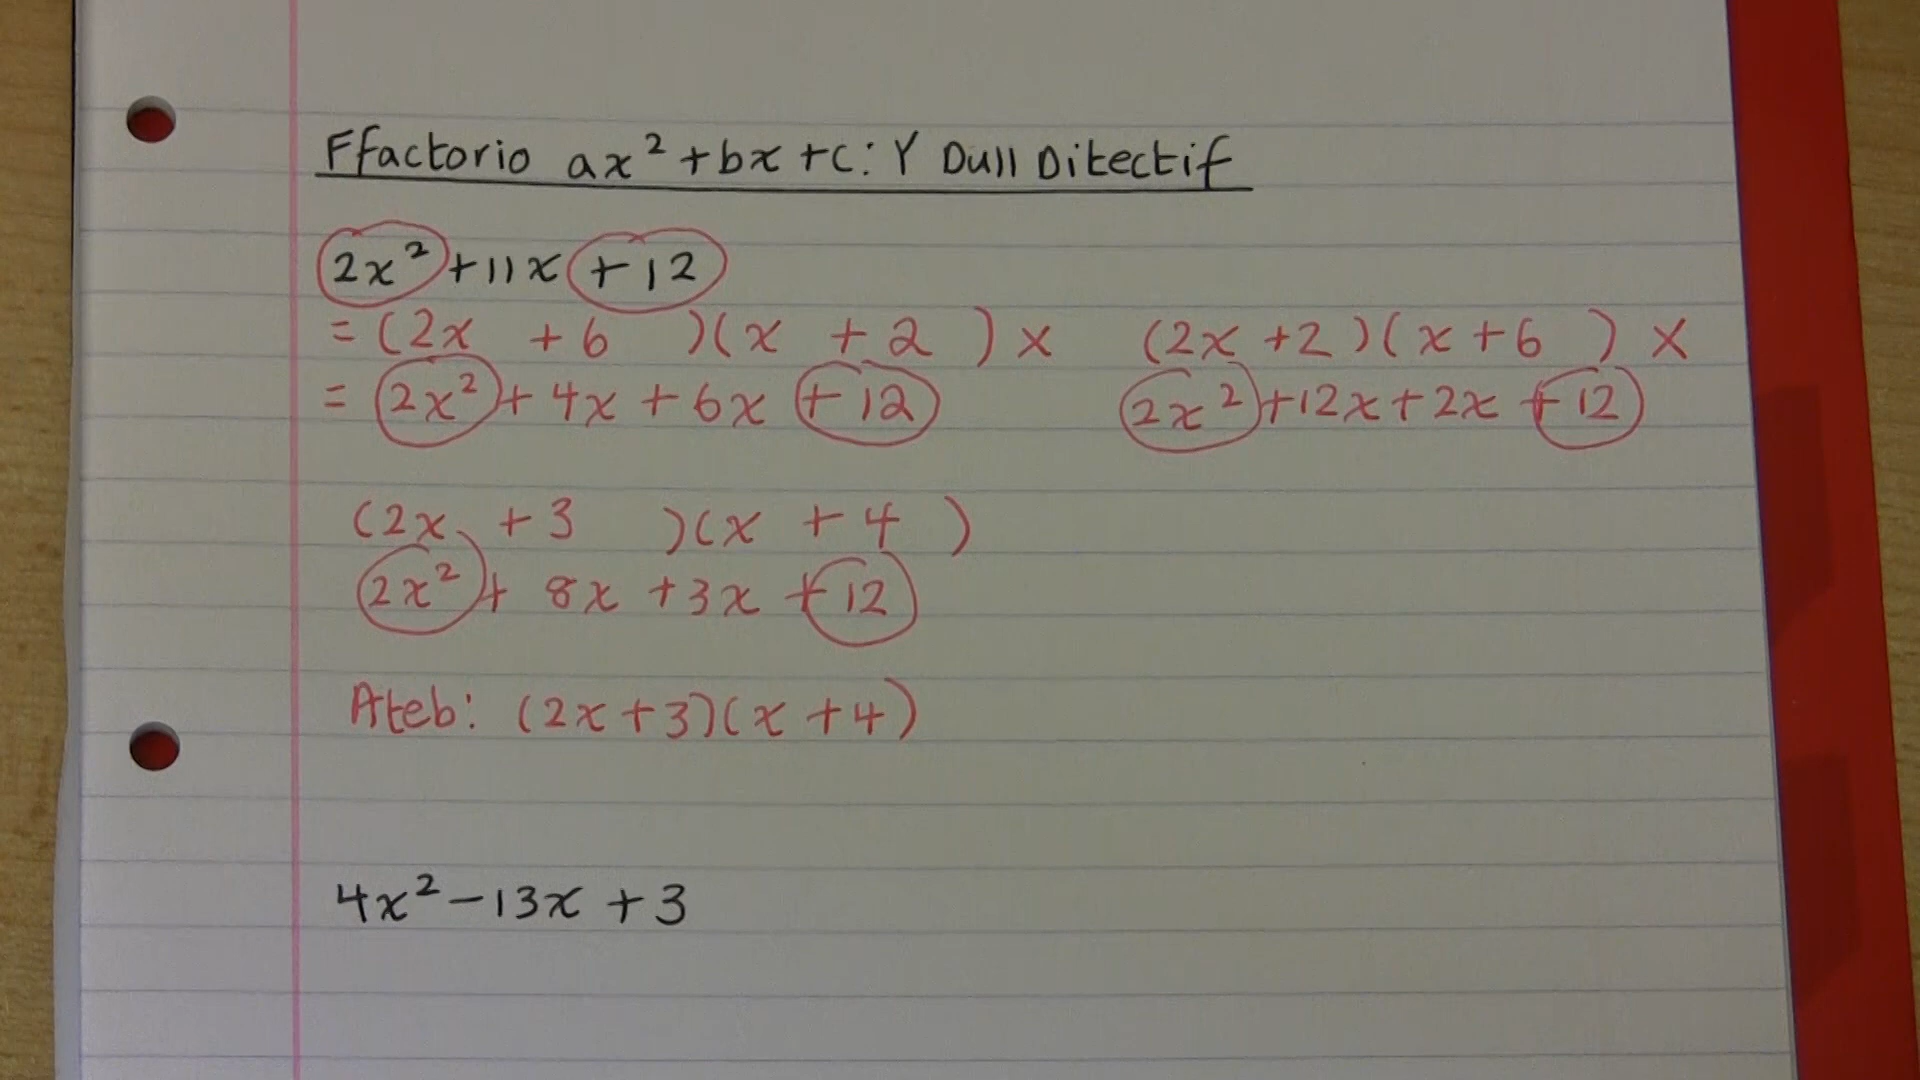 Ffactorio ax² + bx + c: Y Dull Ditectif
2x² + 11x + 12
= (2x + 6 )(x + 2 ) × (2x + 2)(x + 6 ) ×
= 2x² + 4x + 6x + 12 2x² + 12x + 2x + 12
(2x + 3 )(x + 4 )
2x² + 8x + 3x + 12
Ateb: (2x + 3)(x + 4)
4x² - 13x + 3